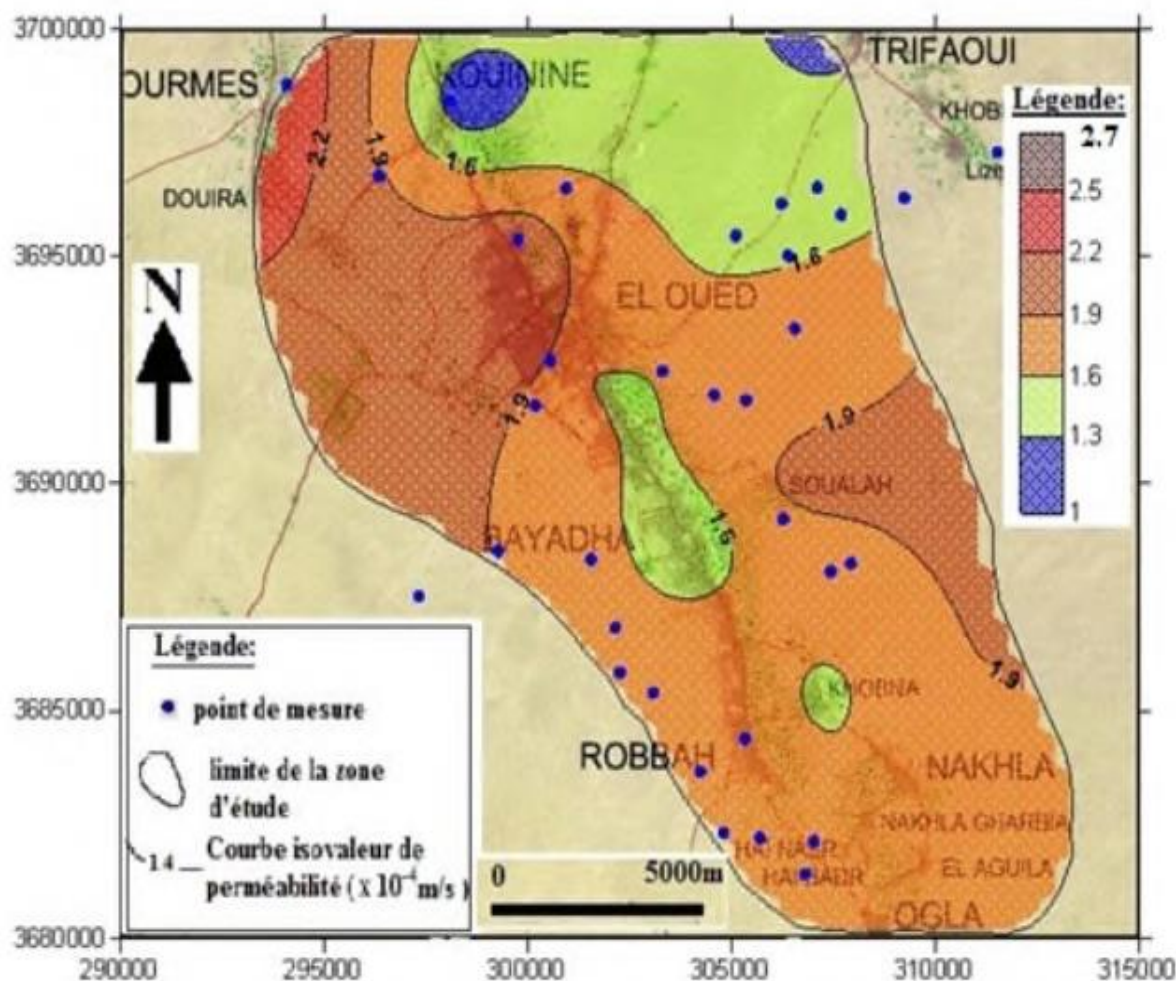 3700000
3695000
3690000
3685000
3680000
290000
295000
300000
305000
310000
315000
OURMES
KOUININE
TRIFAOUI
DOUIRA
EL OUED
SOUALAH
BAYADHA
KHOBNA
ROBBAH
NAKHLA
NAKHLA GHARBIA
EL AGUILA
OGLA
2.2
1.9
1.6
1.6
1.9
1.9
1.6
1.9
N
Légende:
2.7
2.5
2.2
1.9
1.6
1.3
1
Légende:
point de mesure
limite de la zone
d'étude
1.4
Courbe isovaleur de
perméabilité ( x 10⁻⁴ m/s )
0
5000m